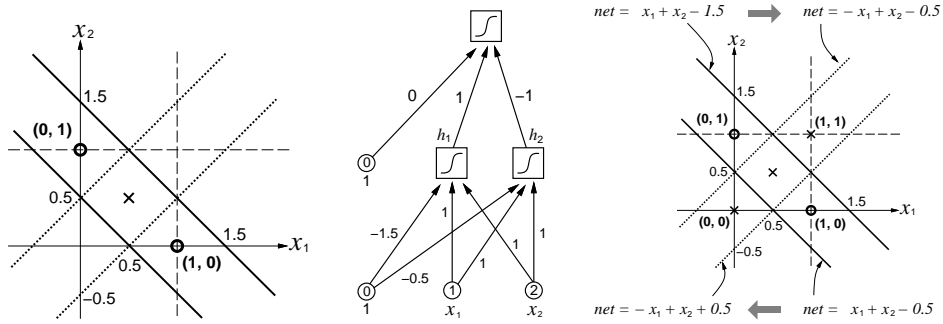 x2
1.5
(0, 1)
0.5
x1
0.5
1.5
(1, 0)
−0.5
0
1
−1
h1
h2
0
1
−1.5
1
−0.5
1
1
1
0
1
1
x1
2
x2
net = x1 + x2 − 1.5
net = − x1 + x2 − 0.5
x2
1.5
(0, 1)
(1, 1)
0.5
1.5
x1
(0, 0)
0.5
(1, 0)
−0.5
net = − x1 + x2 + 0.5
net = x1 + x2 − 0.5